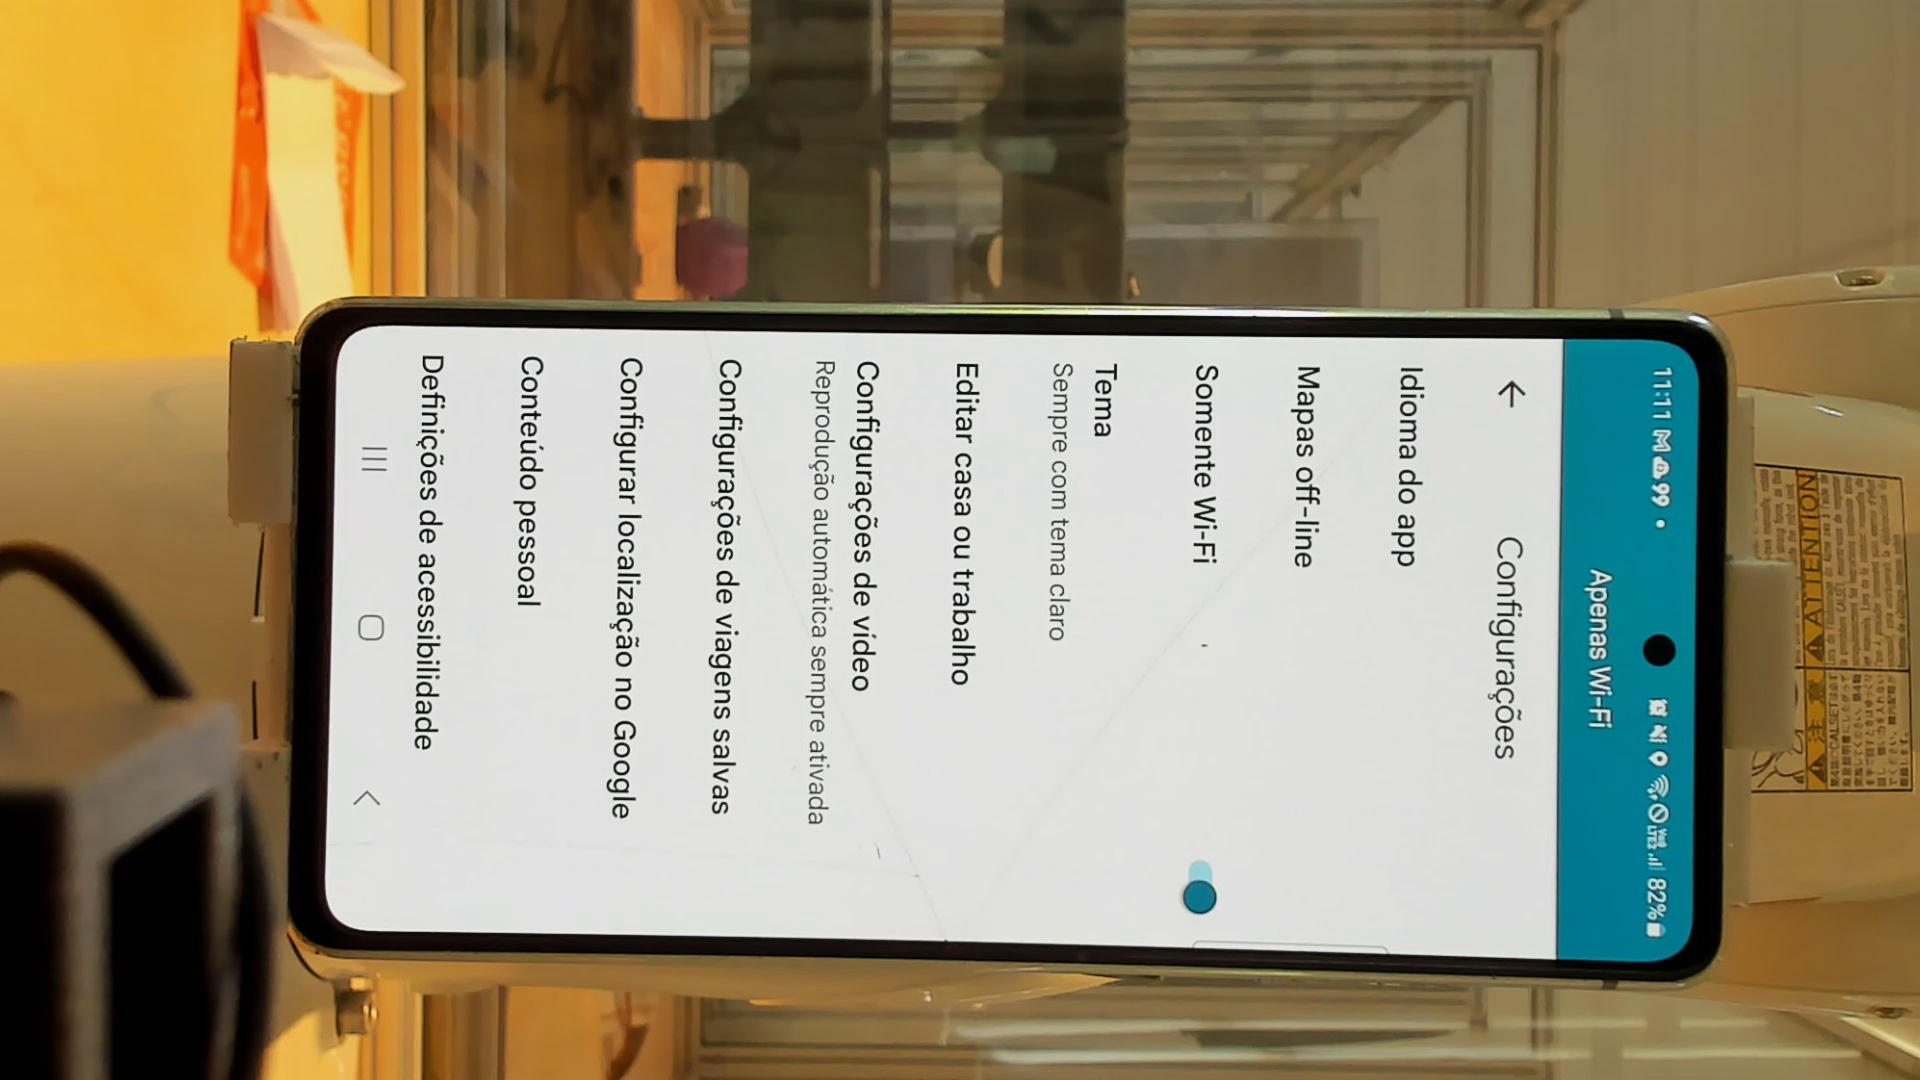 11:11 99 82%
Apenas Wi-Fi
Configurações
Idioma do app
Mapas off-line
Somente Wi-Fi
Tema
Sempre com tema claro
Editar casa ou trabalho
Configurações de vídeo
Reprodução automática sempre ativada
Configurações de viagens salvas
Configurar localização no Google
Conteúdo pessoal
Definições de acessibilidade
ATTENTION